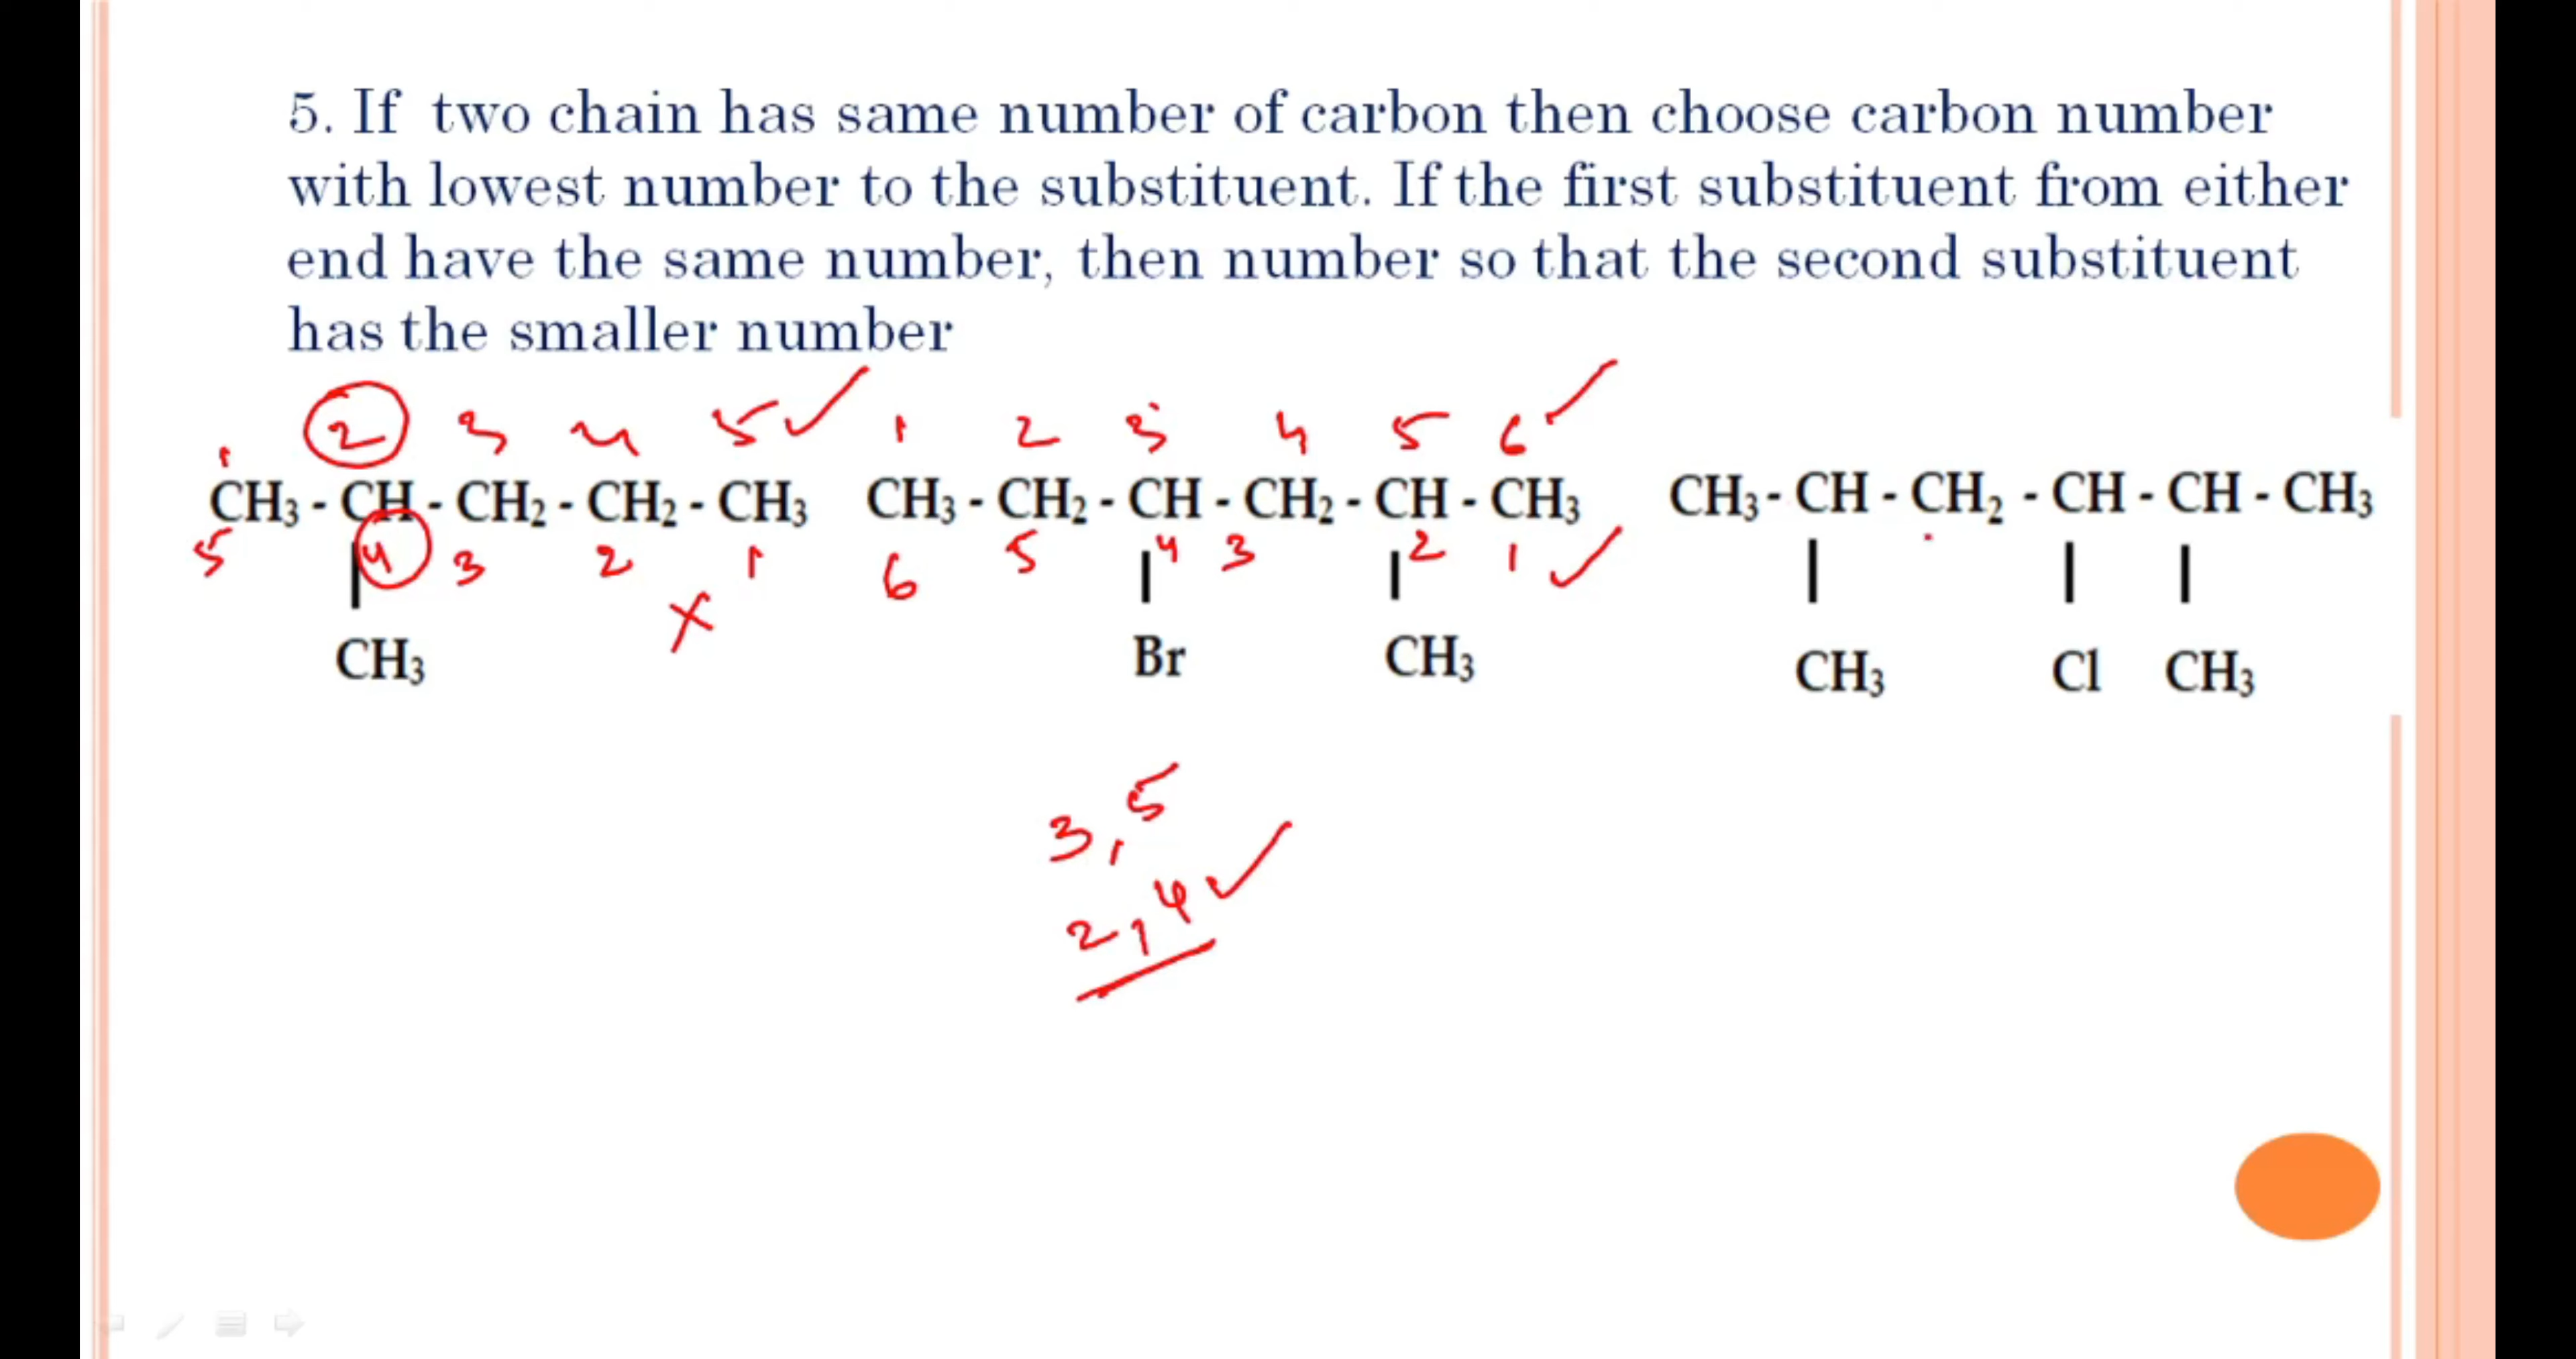 5. If two chain has same number of carbon then choose carbon number
with lowest number to the substituent. If the first substituent from either
end have the same number, then number so that the second substituent
has the smaller number
1 2 3 4 5 ✓ 1 2 3 4 5 6 ✓
CH₃ - CH - CH₂ - CH₂ - CH₃ CH₃ - CH₂ - CH - CH₂ - CH - CH₃ CH₃ - CH - CH₂ - CH - CH - CH₃
5 4 3 2 1 6 5 4 3 2 1 ✓
| | | | | |
✗
CH₃ Br CH₃ CH₃ Cl CH₃
3, 5
2, 4 ✓